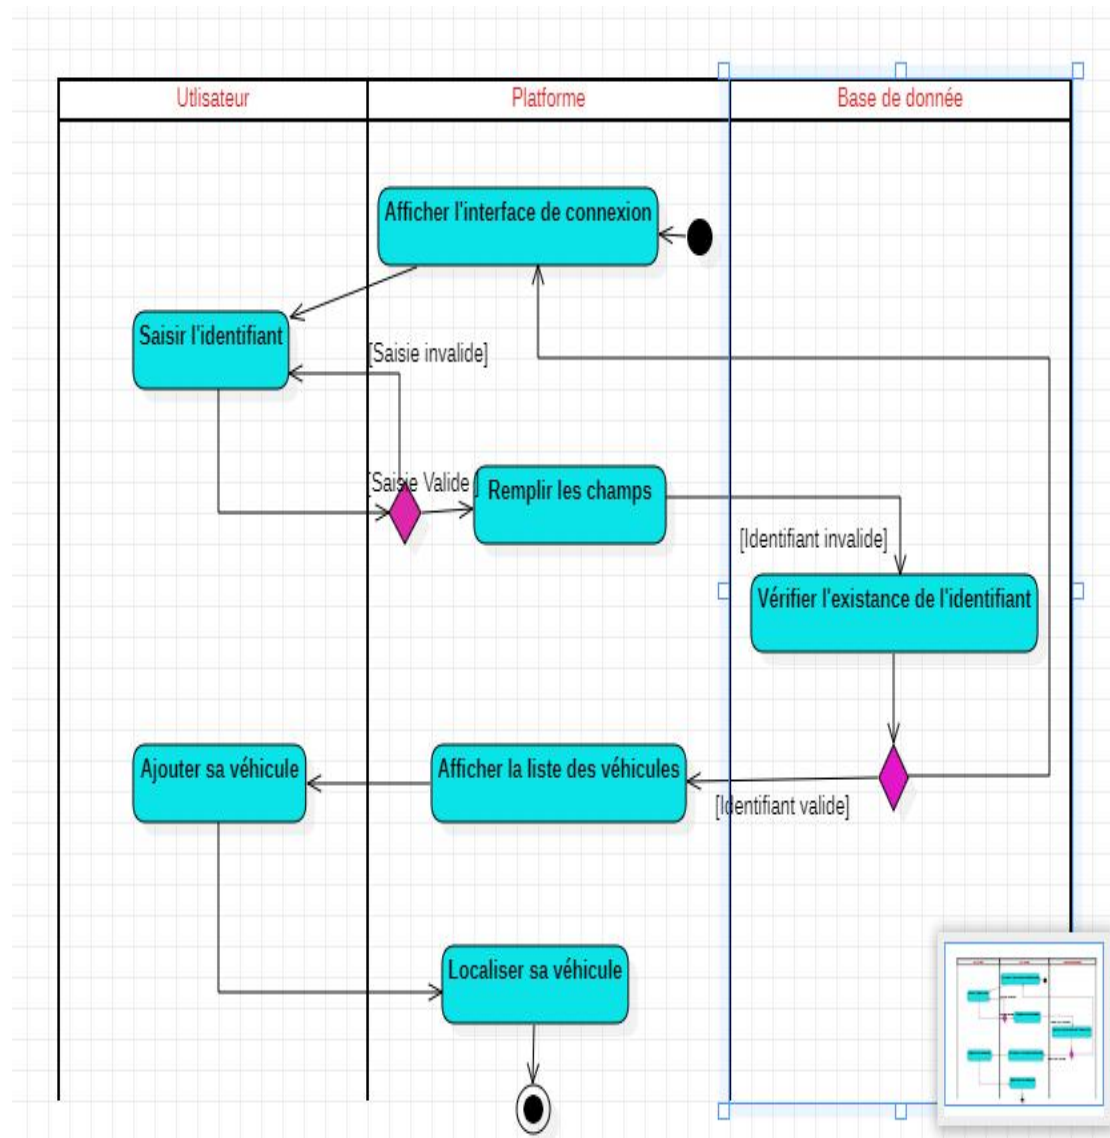 Utlisateur
Platforme
Base de donnée
Afficher l'interface de connexion
Saisir l'identifiant
[Saisie invalide]
[Saisie Valide ]
Remplir les champs
[Identifiant invalide]
Vérifier l'existance de l'identifiant
Ajouter sa véhicule
Afficher la liste des véhicules
[Identifiant valide]
Localiser sa véhicule